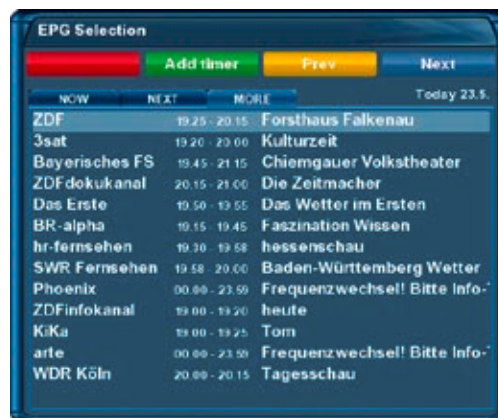 EPG Selection
Add timer Prev Next
NOW NEXT MORE Today 23.5.
ZDF 19.25 - 20.15 Forsthaus Falkenau
3sat 19.20 - 20.00 Kulturzeit
Bayerisches FS 19.45 - 21.15 Chiemgauer Volkstheater
ZDFdokukanal 20.15 - 21.00 Die Zeitmacher
Das Erste 19.50 - 19.55 Das Wetter im Ersten
BR-alpha 19.15 - 19.45 Faszination Wissen
hr-fernsehen 19.30 - 19.58 hessenschau
SWR Fernsehen 19.58 - 20.00 Baden-Württemberg Wetter
Phoenix 00.00 - 23.59 Frequenzwechsel! Bitte Info-
ZDFinfokanal 19.00 - 19.20 heute
KiKa 19.00 - 19.25 Tom
arte 00.00 - 23.59 Frequenzwechsel! Bitte Info-
WDR Köln 20.00 - 20.15 Tagesschau